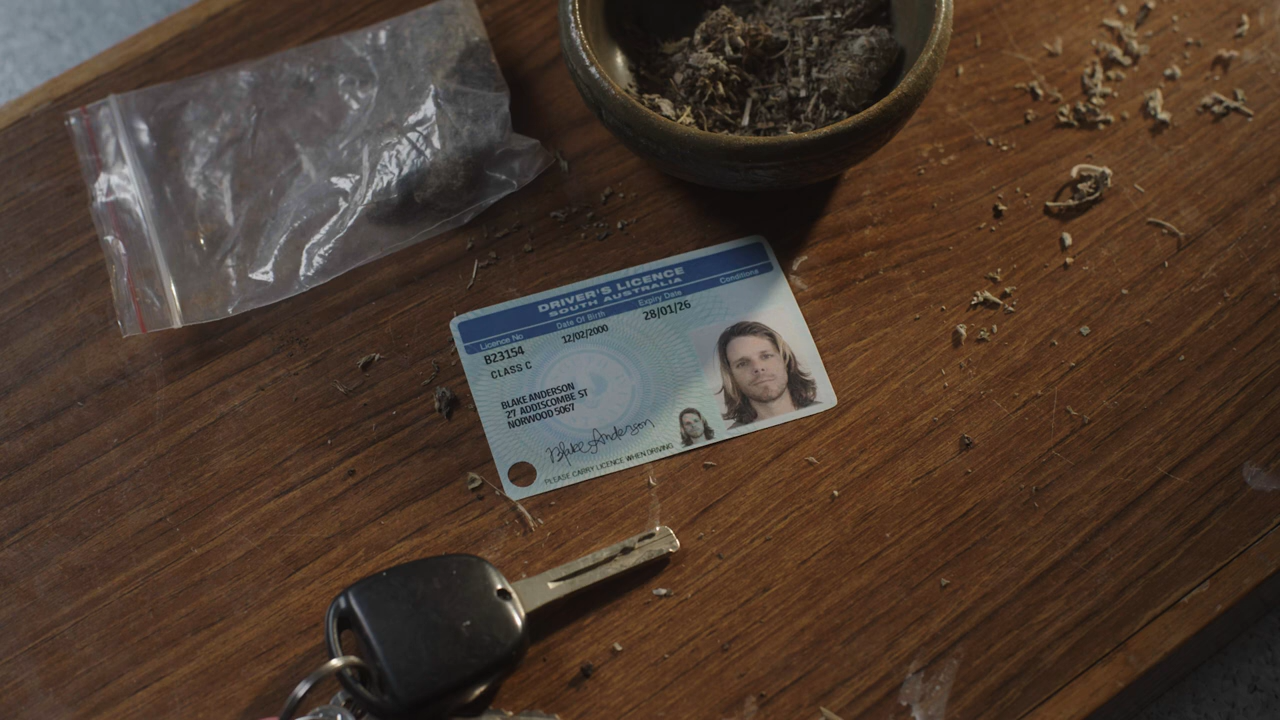 DRIVER'S LICENCE
SOUTH AUSTRALIA
Licence No Date Of Birth Expiry Date Conditions
B23154 12/02/2000 28/01/26
CLASS C
BLAKE ANDERSON
27 ADDISCOMBE ST
NORWOOD 5067
Blake Anderson
PLEASE CARRY LICENCE WHEN DRIVING